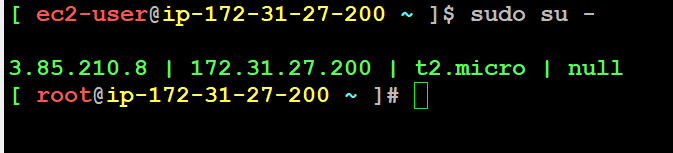 [ ec2-user@ip-172-31-27-200 ~ ]$ sudo su -
3.85.210.8 | 172.31.27.200 | t2.micro | null
[ root@ip-172-31-27-200 ~ ]#